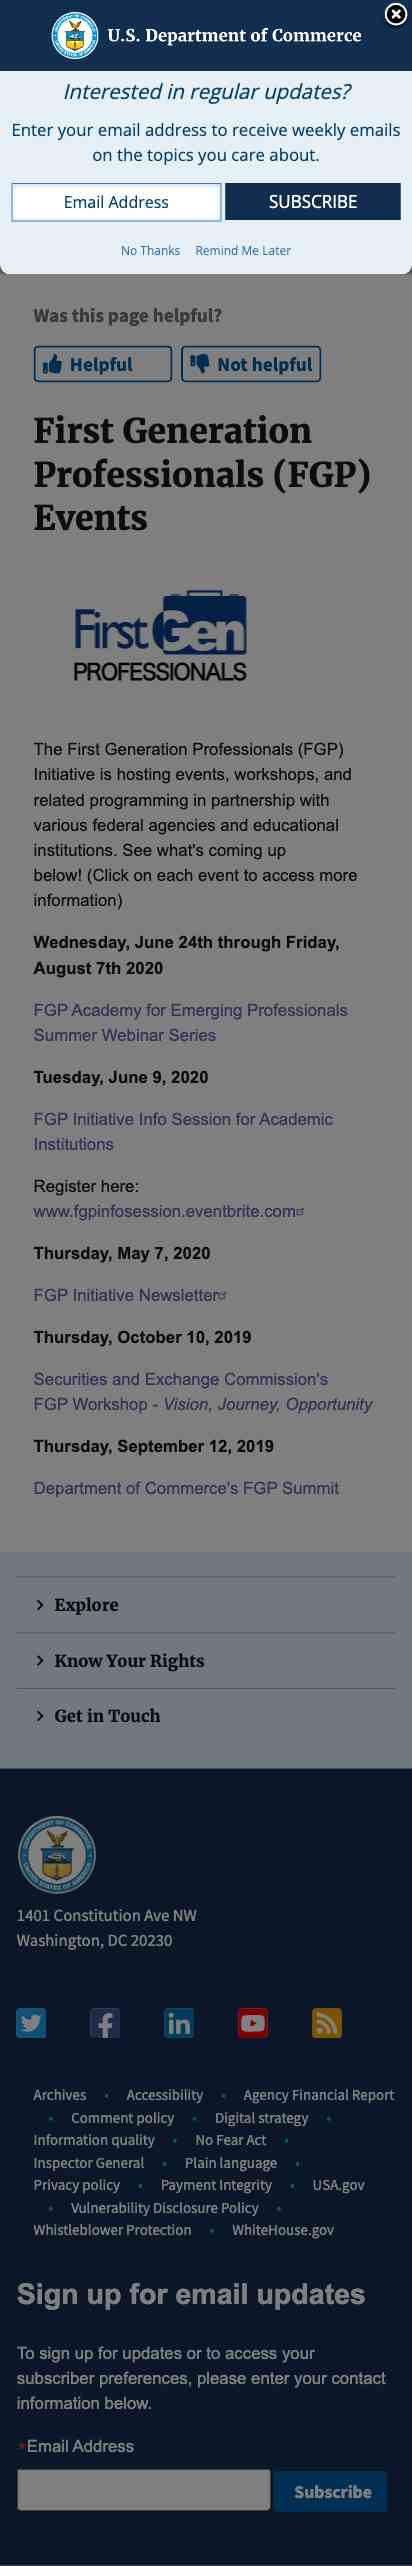 U.S. Department of Commerce
Interested in regular updates?
Enter your email address to receive weekly emails
on the topics you care about.
Email Address
SUBSCRIBE
No Thanks Remind Me Later
Was this page helpful?
Helpful Not helpful
First Generation
Professionals (FGP)
Events
First Gen
PROFESSIONALS
The First Generation Professionals (FGP)
Initiative is hosting events, workshops, and
related programming in partnership with
various federal agencies and educational
institutions. See what's coming up
below! (Click on each event to access more
information)
Wednesday, June 24th through Friday,
August 7th 2020
FGP Academy for Emerging Professionals
Summer Webinar Series
Tuesday, June 9, 2020
FGP Initiative Info Session for Academic
Institutions
Register here:
www.fgpinfosession.eventbrite.com
Thursday, May 7, 2020
FGP Initiative Newsletter
Thursday, October 10, 2019
Securities and Exchange Commission's
FGP Workshop - Vision, Journey, Opportunity
Thursday, September 12, 2019
Department of Commerce's FGP Summit
Explore
Know Your Rights
Get in Touch
1401 Constitution Ave NW
Washington, DC 20230
Archives • Accessibility • Agency Financial Report
• Comment policy • Digital strategy •
Information quality • No Fear Act •
Inspector General • Plain language •
Privacy policy • Payment Integrity • USA.gov
• Vulnerability Disclosure Policy •
Whistleblower Protection • WhiteHouse.gov
Sign up for email updates
To sign up for updates or to access your
subscriber preferences, please enter your contact
information below.
*Email Address
Subscribe